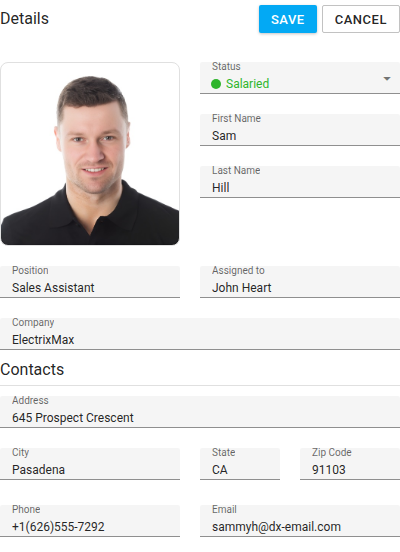 Details
SAVE
CANCEL
Status
Salaried
First Name
Sam
Last Name
Hill
Position
Sales Assistant
Assigned to
John Heart
Company
ElectrixMax
Contacts
Address
645 Prospect Crescent
City
Pasadena
State
CA
Zip Code
91103
Phone
+1(626)555-7292
Email
sammyh@dx-email.com